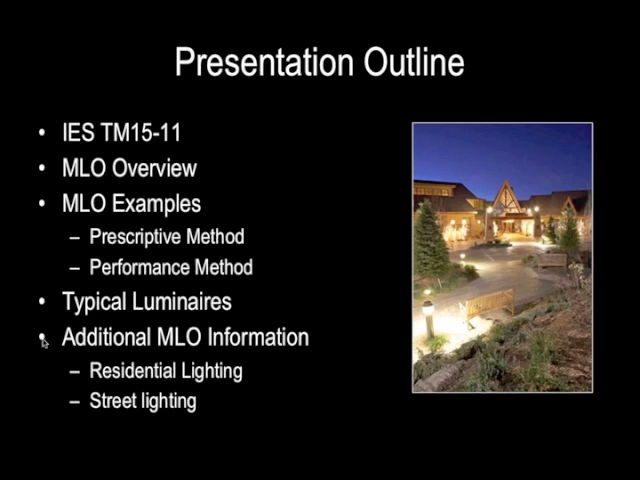 Presentation Outline
• IES TM15-11
• MLO Overview
• MLO Examples
– Prescriptive Method
– Performance Method
• Typical Luminaires
• Additional MLO Information
– Residential Lighting
– Street lighting